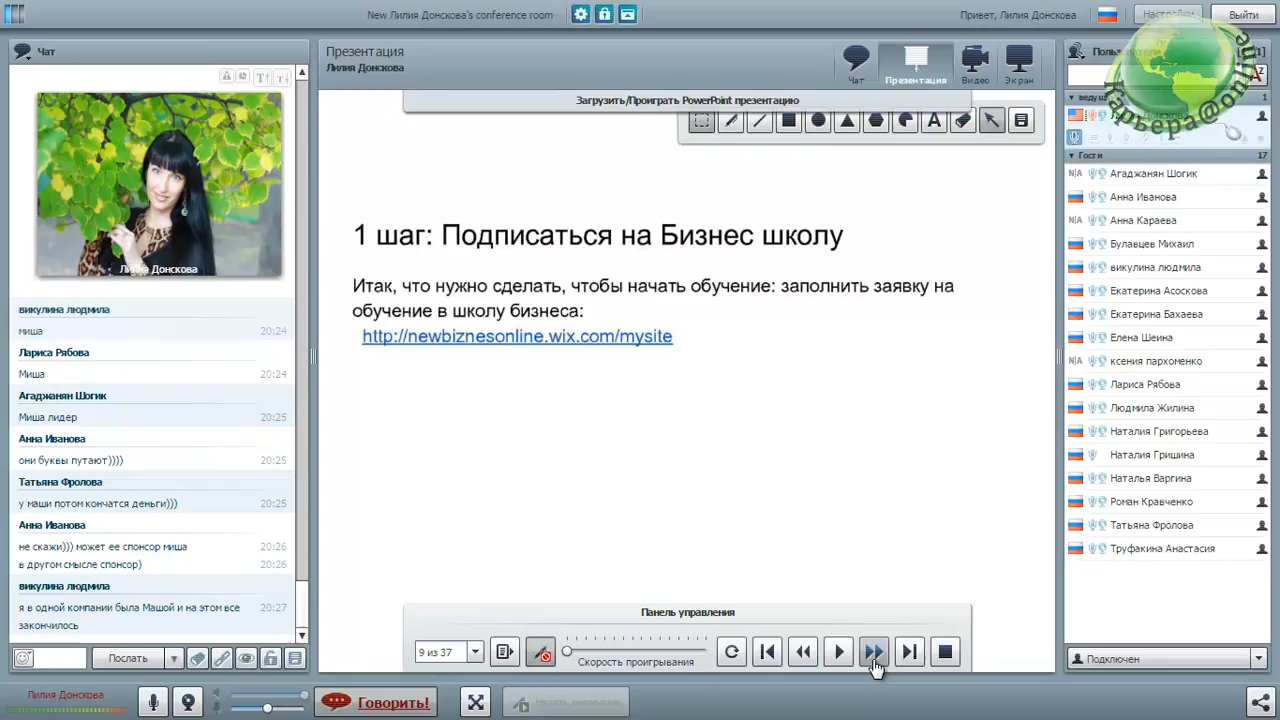 New Лилия Донскова's conference room
Привет, Лилия Донскова
Настройки
Выйти
Чат
Лилия Донскова
викулина людмила
миша 20:24
Лариса Рябова
Миша 20:24
Агаджанян Шогик
Миша лидер 20:25
Анна Иванова
они буквы путают)))) 20:25
Татьяна Фролова
у маши потом кончатся деньги))) 20:25
Анна Иванова
не скажи))) может ее спонсор миша 20:26
в другом смысле спонсор) 20:26
викулина людмила
я в одной компании была Машой и на этом все 20:27
закончилось
Послать
Презентация
Лилия Донскова
Чат
Презентация
Видео
Экран
Загрузить/Проиграть PowerPoint презентацию
1 шаг: Подписаться на Бизнес школу
Итак, что нужно сделать, чтобы начать обучение: заполнить заявку на
обучение в школу бизнеса:
http://newbiznesonline.wix.com/mysite
Панель управления
9 из 37
Скорость проигрывания
карьера@online
Гости 17
N/A Агаджанян Шогик
Анна Иванова
N/A Анна Караева
Булавцев Михаил
викулина людмила
Екатерина Асоскова
Екатерина Бахаева
Елена Шеина
N/A ксения пархоменко
Лариса Рябова
Людмила Жилина
Наталия Григорьева
Наталия Гришина
Наталья Варгина
Роман Кравченко
Татьяна Фролова
Труфакина Анастасия
Подключен
Лилия Донскова
Говорить!